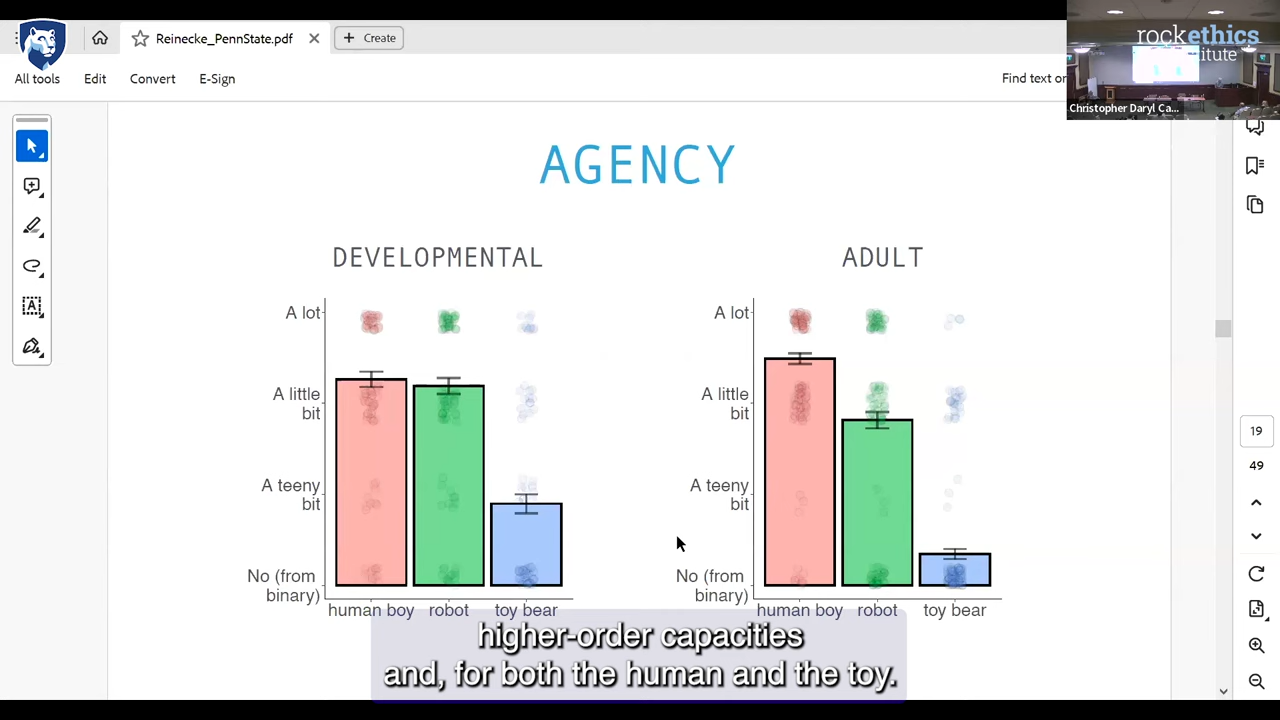 Reinecke_PennState.pdf
Create
All tools
Edit
Convert
E-Sign
Find text or
rockethics
itute
Christopher Daryl Ca...
AGENCY
DEVELOPMENTAL
A lot
A little
bit
A teeny
bit
No (from
binary)
human boy
robot
toy bear
ADULT
A lot
A little
bit
A teeny
bit
No (from
binary)
human boy
robot
toy bear
19
49
higher-order capacities
and, for both the human and the toy.